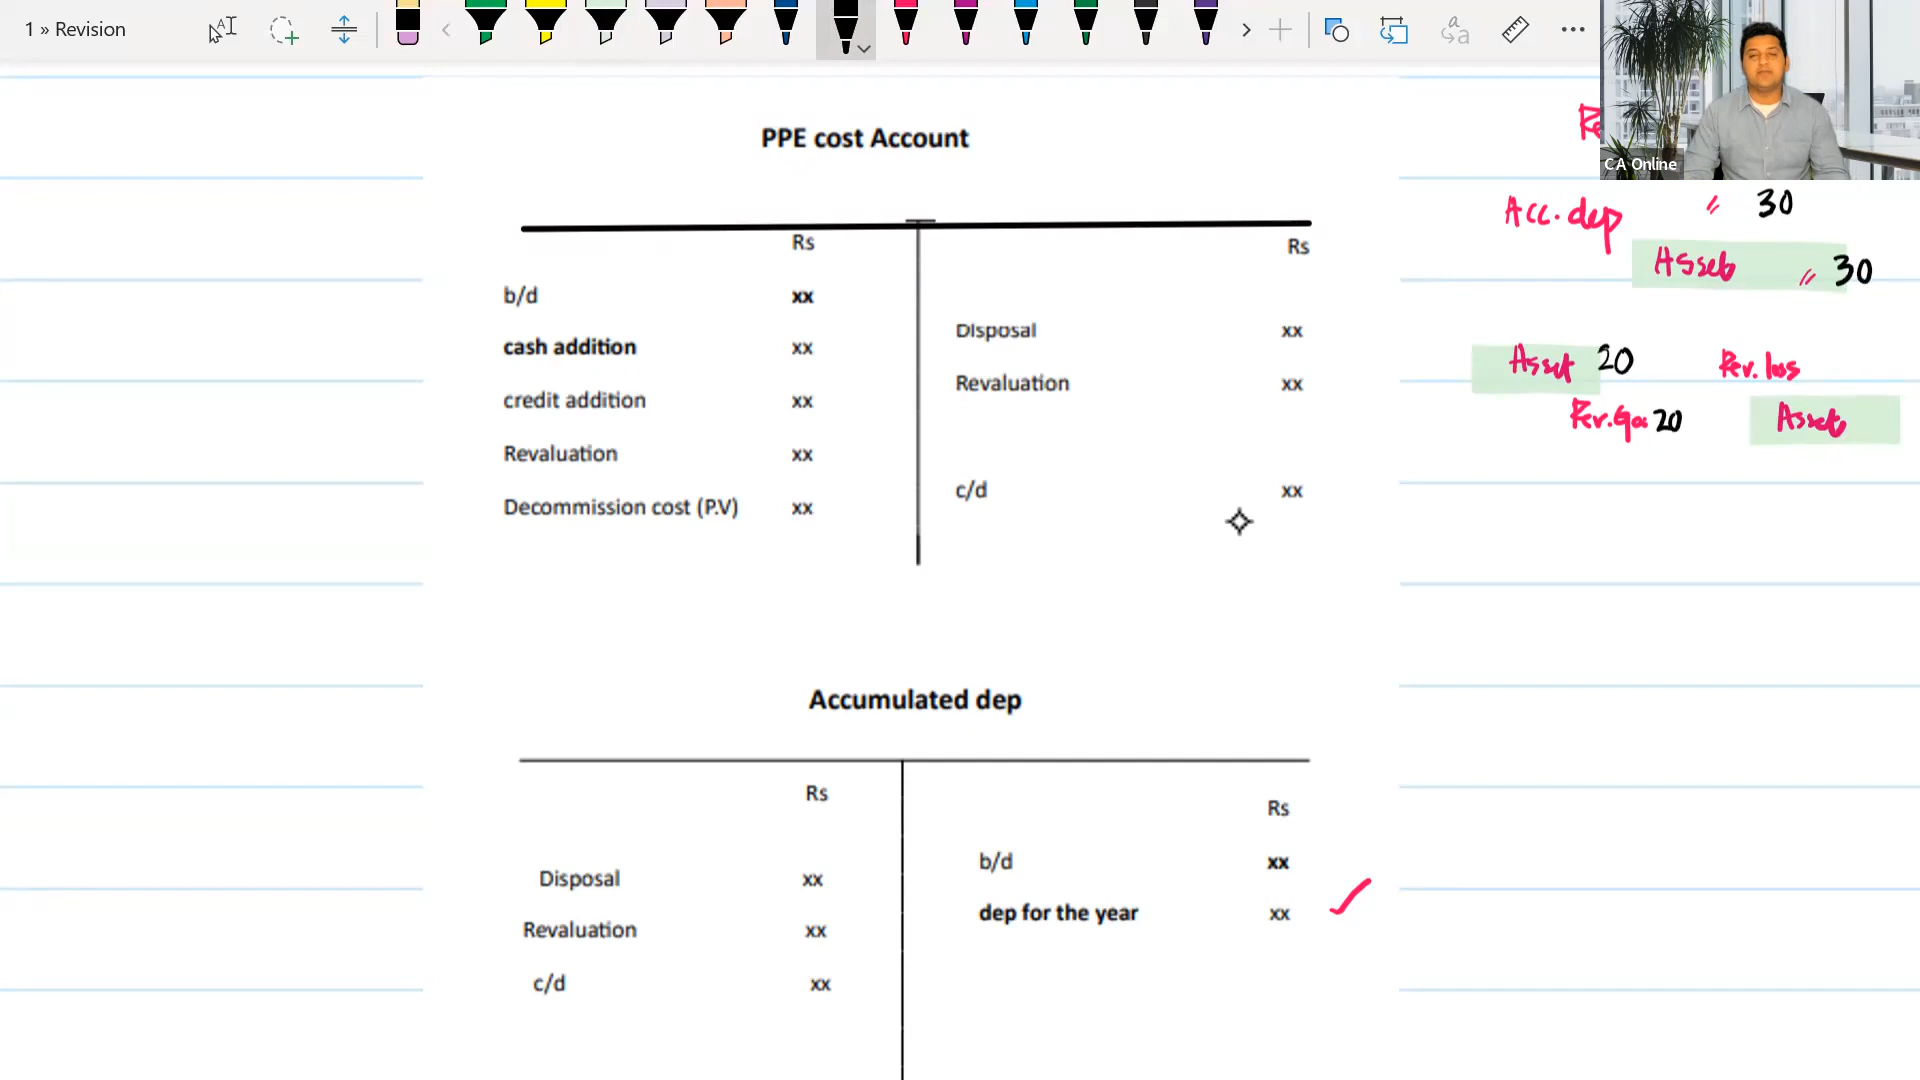 1 » Revision
CA Online
PPE cost Account
Rs
Rs
b/d xx
cash addition xx
credit addition xx
Revaluation xx
Decommission cost (P.V) xx
Disposal xx
Revaluation xx
c/d xx
Accumulated dep
Rs
Rs
Disposal xx
Revaluation xx
c/d xx
b/d xx
dep for the year xx
Acc. dep " 30
Asset " 30
Asset 20
Rev. Ga 20
Rev. loss
Asset